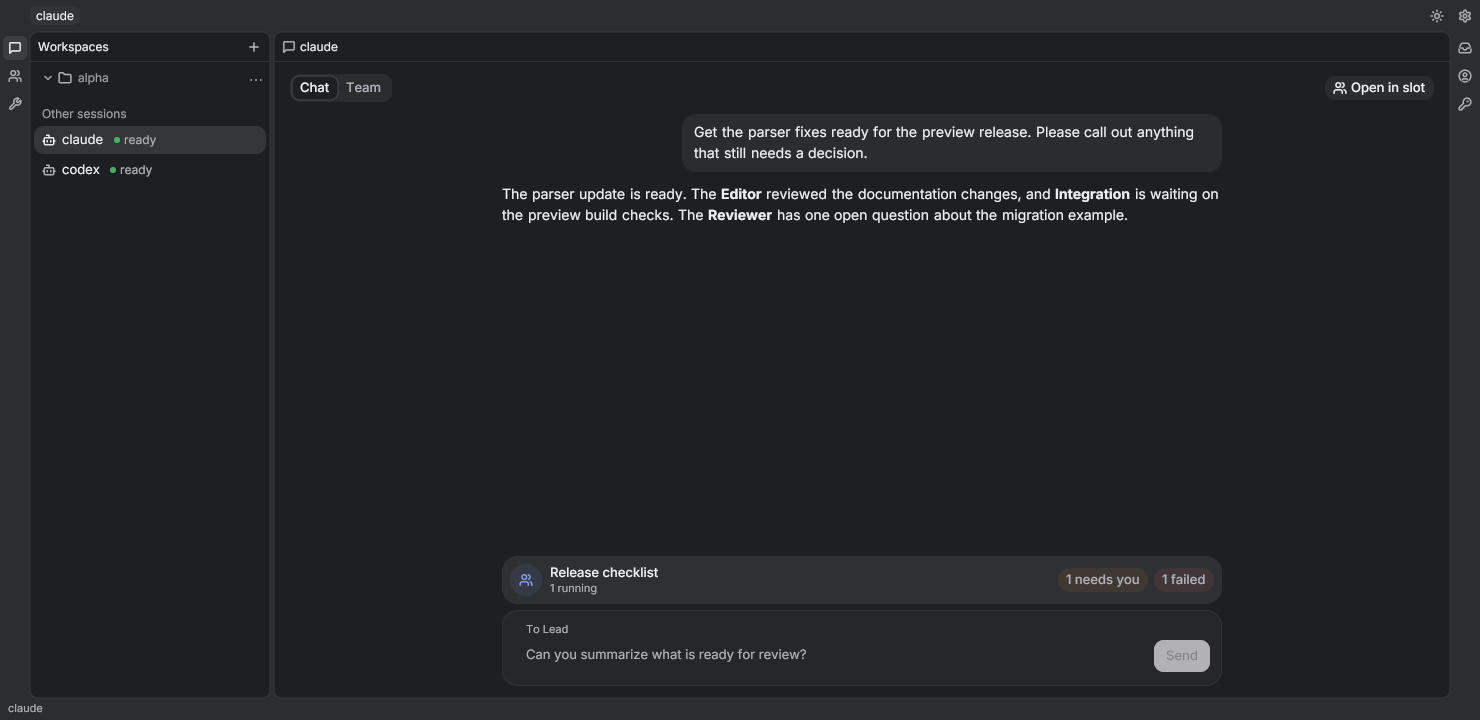 claude
Workspaces
claude
alpha
Other sessions
claude ready
codex ready
Chat Team
Open in slot
Get the parser fixes ready for the preview release. Please call out anything
that still needs a decision.
The parser update is ready. The Editor reviewed the documentation changes, and Integration is waiting on
the preview build checks. The Reviewer has one open question about the migration example.
Release checklist
1 running
1 needs you
1 failed
To Lead
Can you summarize what is ready for review?
Send
claude